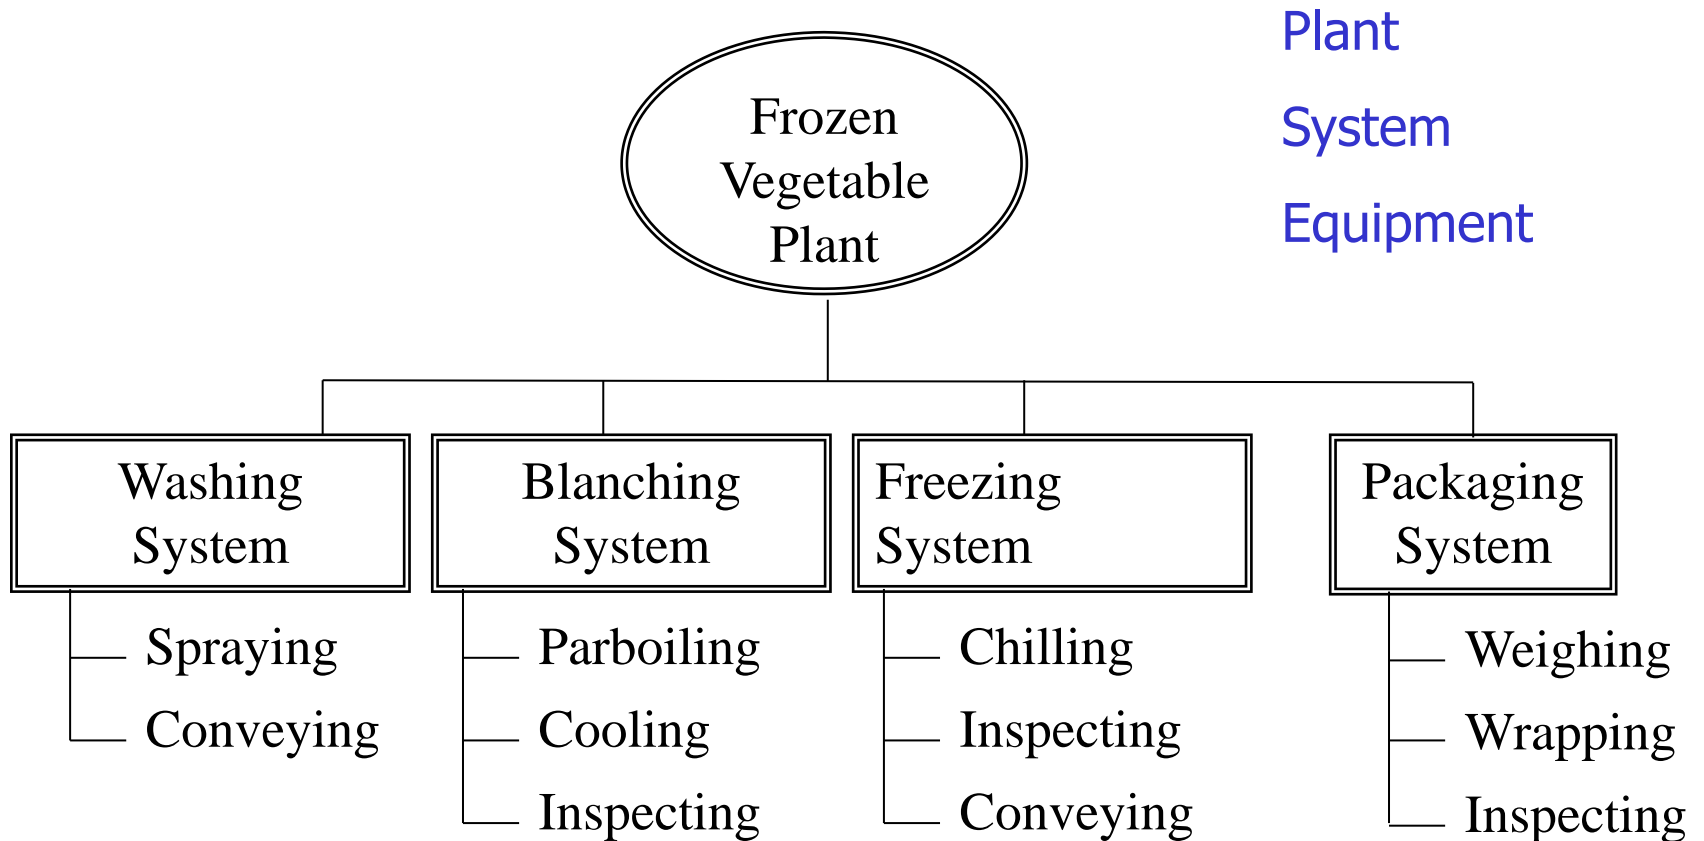 Plant
System
Equipment
Frozen
Vegetable
Plant
Washing
System
Spraying
Conveying
Blanching
System
Parboiling
Cooling
Inspecting
Freezing
System
Chilling
Inspecting
Conveying
Packaging
System
Weighing
Wrapping
Inspecting